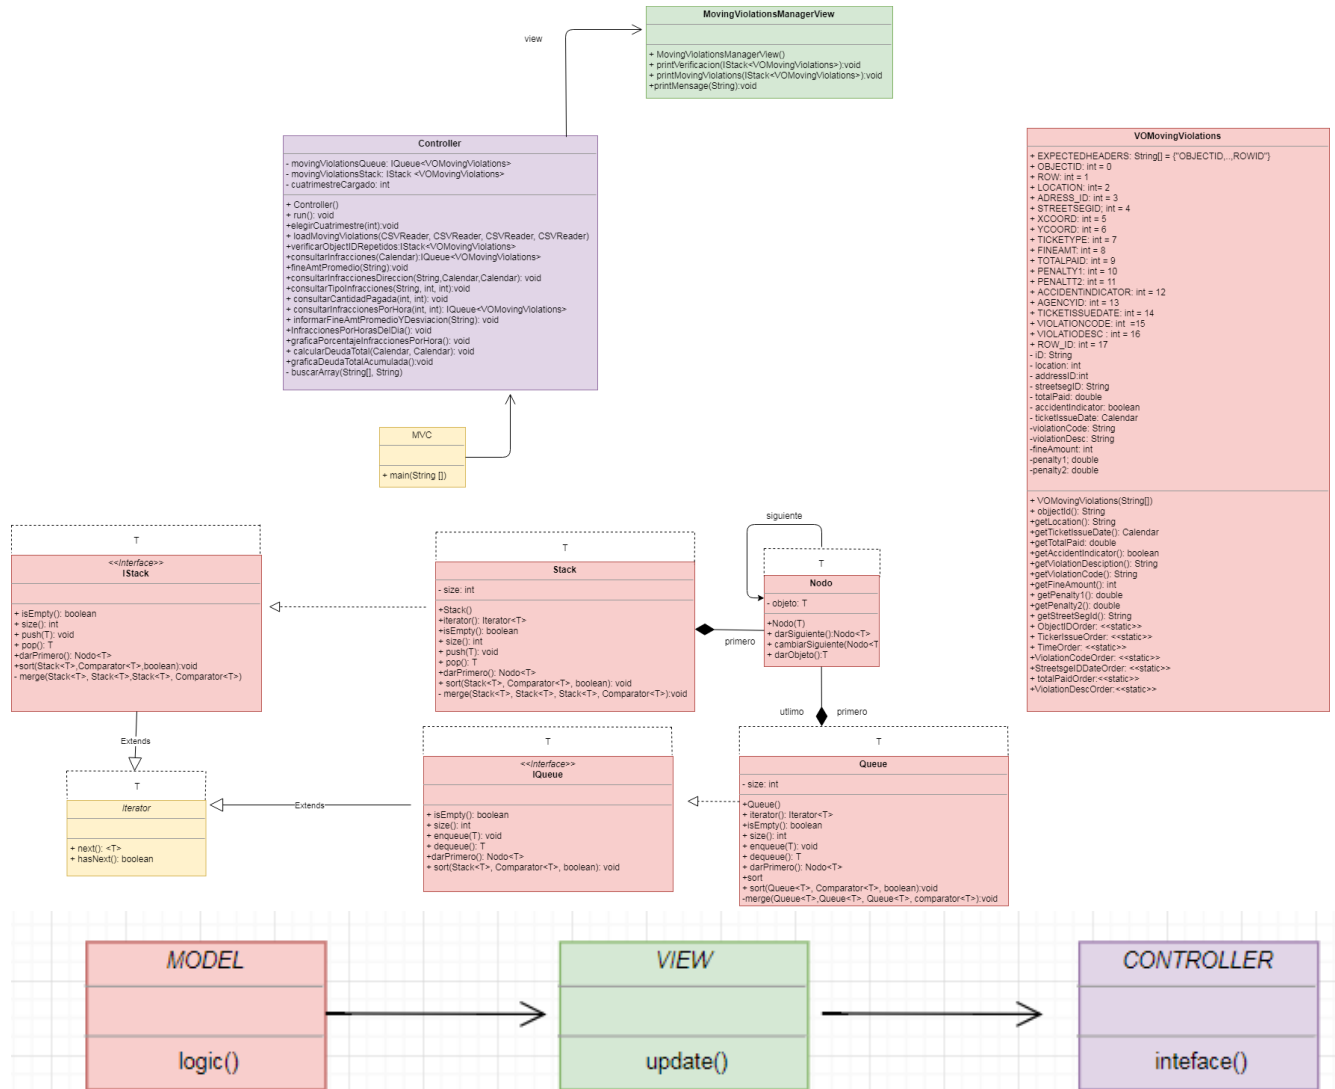 MovingViolationsManagerView
+ MovingViolationsManagerView()
+ printVerificacion(IStack<VOMovingViolations>):void
+ printMovingViolations(IStack<VOMovingViolations>):void
+printMensage(String):void
view
Controller
- movingViolationsQueue: IQueue<VOMovingViolations>
- movingViolationsStack: IStack <VOMovingViolations>
- cuatrimestreCargado: int
+ Controller()
+ run(): void
+elegirCuatrimestre(int):void
+ loadMovingViolations(CSVReader, CSVReader, CSVReader, CSVReader)
+verificarObjectIDRepetidos:IStack<VOMovingViolations>
+consultarInfracciones(Calendar):IQueue<VOMovingViolations>
+fineAmtPromedio(String):void
+consultarInfraccionesDireccion(String,Calendar,Calendar): void
+consultarTipoInfracciones(String, int, int):void
+ consultarCantidadPagada(int, int): void
+ consultarInfraccionesPorHora(int, int): IQueue<VOMovingViolations>
+ informarFineAmtPromedioYDesviacion(String): void
+InfraccionesPorHorasDelDia(): void
+graficaPorcentajeInfraccionesPorHora(): void
+ calcularDeudaTotal(Calendar, Calendar): void
+graficaDeudaTotalAcumulada():void
- buscarArray(String[], String)
VOMovingViolations
+ EXPECTEDHEADERS: String[] = {"OBJECTID,..,ROWID"}
+ OBJECTID: int = 0
+ ROW: int = 1
+ LOCATION: int= 2
+ ADRESS_ID: int = 3
+ STREETSEGID; int = 4
+ XCOORD: int = 5
+ YCOORD: int = 6
+ TICKETYPE: int = 7
+ FINEAMT: int = 8
+ TOTALPAID: int = 9
+ PENALTY1: int = 10
+ PENALTT2: int = 11
+ ACCIDENTINDICATOR: int = 12
+ AGENCYID: int = 13
+ TICKETISSUEDATE: int = 14
+ VIOLATIONCODE: int =15
+ VIOLATIODESC : int = 16
+ ROW_ID: int = 17
- iD: String
- location: int
- addressID:int
- streetsegID: String
- totalPaid: double
- accidentIndicator: boolean
- ticketIssueDate: Calendar
-violationCode: String
-violationDesc: String
-fineAmount: int
-penalty1; double
-penalty2: double
+ VOMovingViolations(String[])
+ objjectId(): String
+getLocation(): String
+getTicketIssueDate(): Calendar
+getTotalPaid: double
+getAccidentIndicator(): boolean
+getViolationDesciption(): String
+getViolationCode(): String
+getFineAmount(): int
+ getPenalty1(): double
+getPenalty2(): double
+ getStreetSegId(): String
+ ObjectIDOrder: <<static>>
+ TickerIssueOrder: <<static>>
+ TimeOrder: <<static>>
+ViolationCodeOrder: <<static>>
+StreetsgeIDDateOrder: <<static>>
+ totalPaidOrder:<<static>>
+ViolationDescOrder:<<static>>
MVC
+ main(String [])
T
<<Interface>>
IStack
+ isEmpty(): boolean
+ size(): int
+ push(T): void
+ pop(): T
+darPrimero(): Nodo<T>
+sort(Stack<T>,Comparator<T>,boolean):void
- merge(Stack<T>, Stack<T>,Stack<T>, Comparator<T>)
T
Stack
- size: int
+Stack()
+iterator(): Iterator<T>
+isEmpty(): boolean
+ size(): int
+ push(T): void
+ pop(): T
+darPrimero(): Nodo<T>
+ sort(Stack<T>, Comparator<T>, boolean): void
- merge(Stack<T>, Stack<T>, Stack<T>, Comparator<T>):void
siguiente
T
Nodo
- objeto: T
+Nodo(T)
+ darSiguiente():Nodo<T>
+ cambiarSiguiente(Nodo<T
+ darObjeto():T
primero
utlimo
primero
Extends
T
Iterator
+ next(): <T>
+ hasNext(): boolean
Extends
T
<<Interface>>
IQueue
+ isEmpty(): boolean
+ size(): int
+ enqueue(T): void
+ dequeue(): T
+darPrimero(): Nodo<T>
+ sort(Stack<T>, Comparator<T>, boolean): void
T
Queue
- size: int
+Queue()
+ iterator(): Iterator<T>
+isEmpty(): boolean
+ size(): int
+ enqueue(T): void
+ dequeue(): T
+ darPrimero(): Nodo<T>
+sort
+ sort(Queue<T>, Comparator<T>, boolean):void
-merge(Queue<T>,Queue<T>, Queue<T>, comparator<T>):void
MODEL
logic()
VIEW
update()
CONTROLLER
inteface()